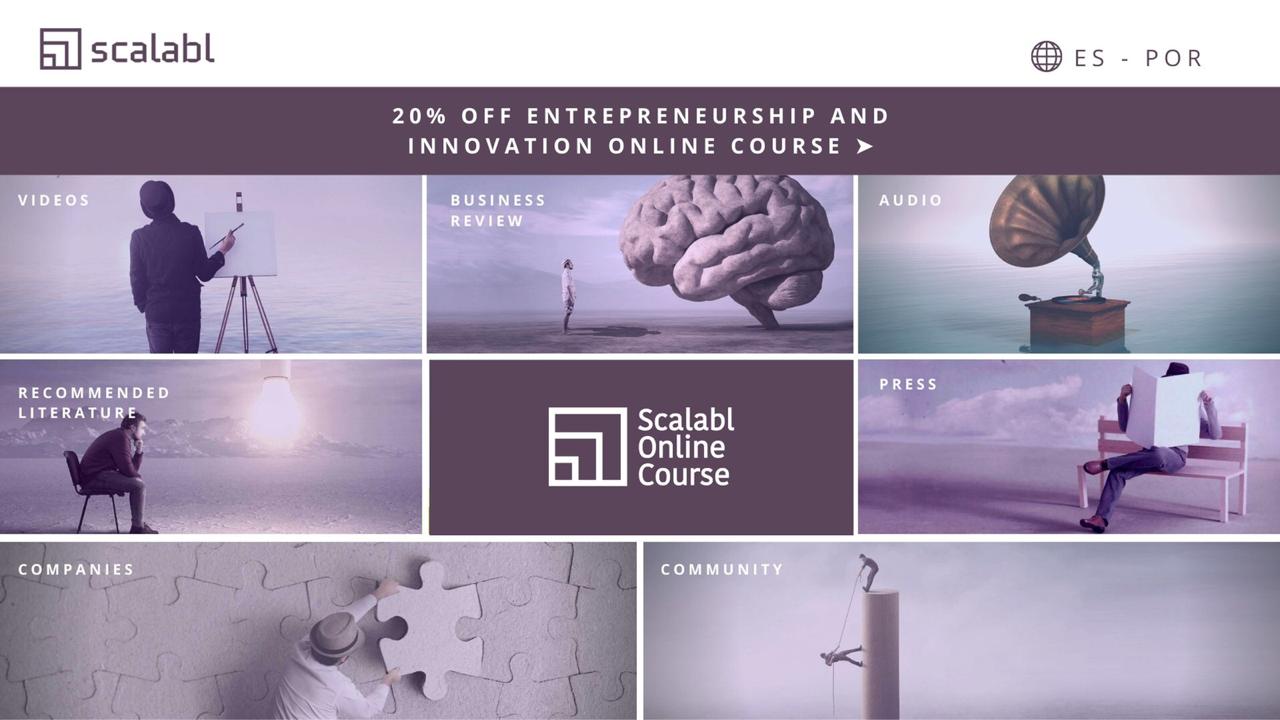 scalabl
ES - POR
20% OFF ENTREPRENEURSHIP AND
INNOVATION ONLINE COURSE ➤
VIDEOS
BUSINESS
REVIEW
AUDIO
RECOMMENDED
LITERATURE
Scalabl
Online
Course
PRESS
COMPANIES
COMMUNITY